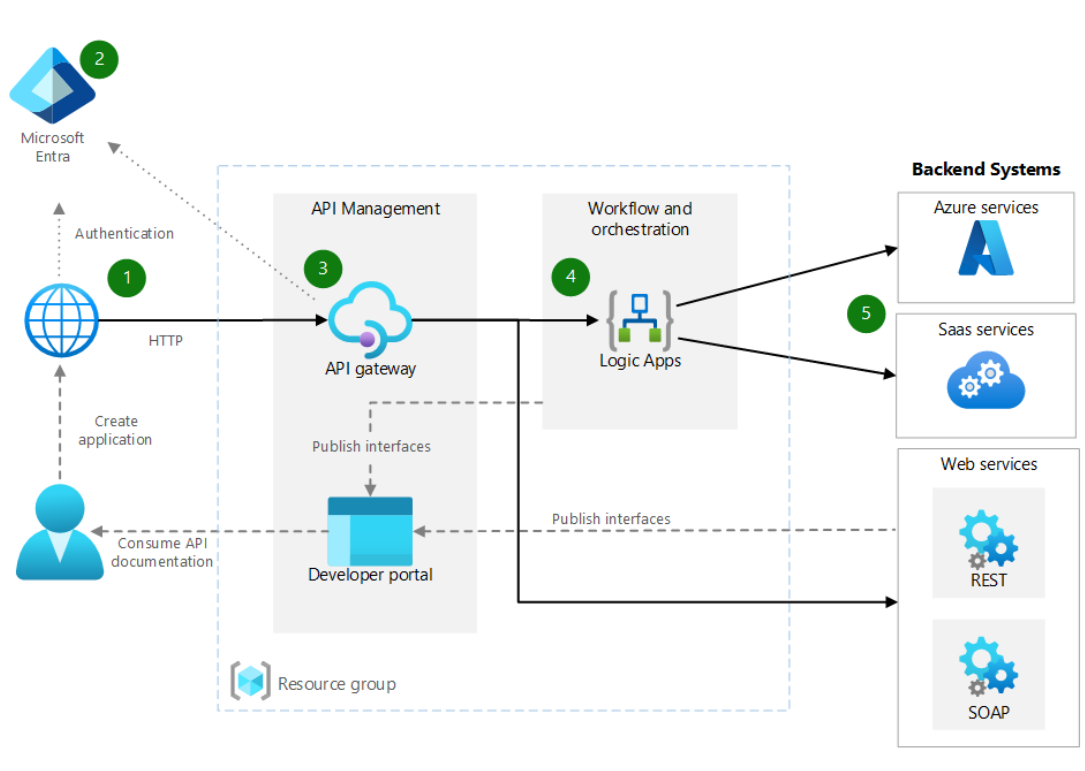 2
Microsoft
Entra
Authentication
1
HTTP
Create
application
Consume API
documentation
API Management
3
API gateway
Publish interfaces
Developer portal
Resource group
Workflow and
orchestration
4
Logic Apps
Publish interfaces
Backend Systems
Azure services
5
Saas services
Web services
REST
SOAP